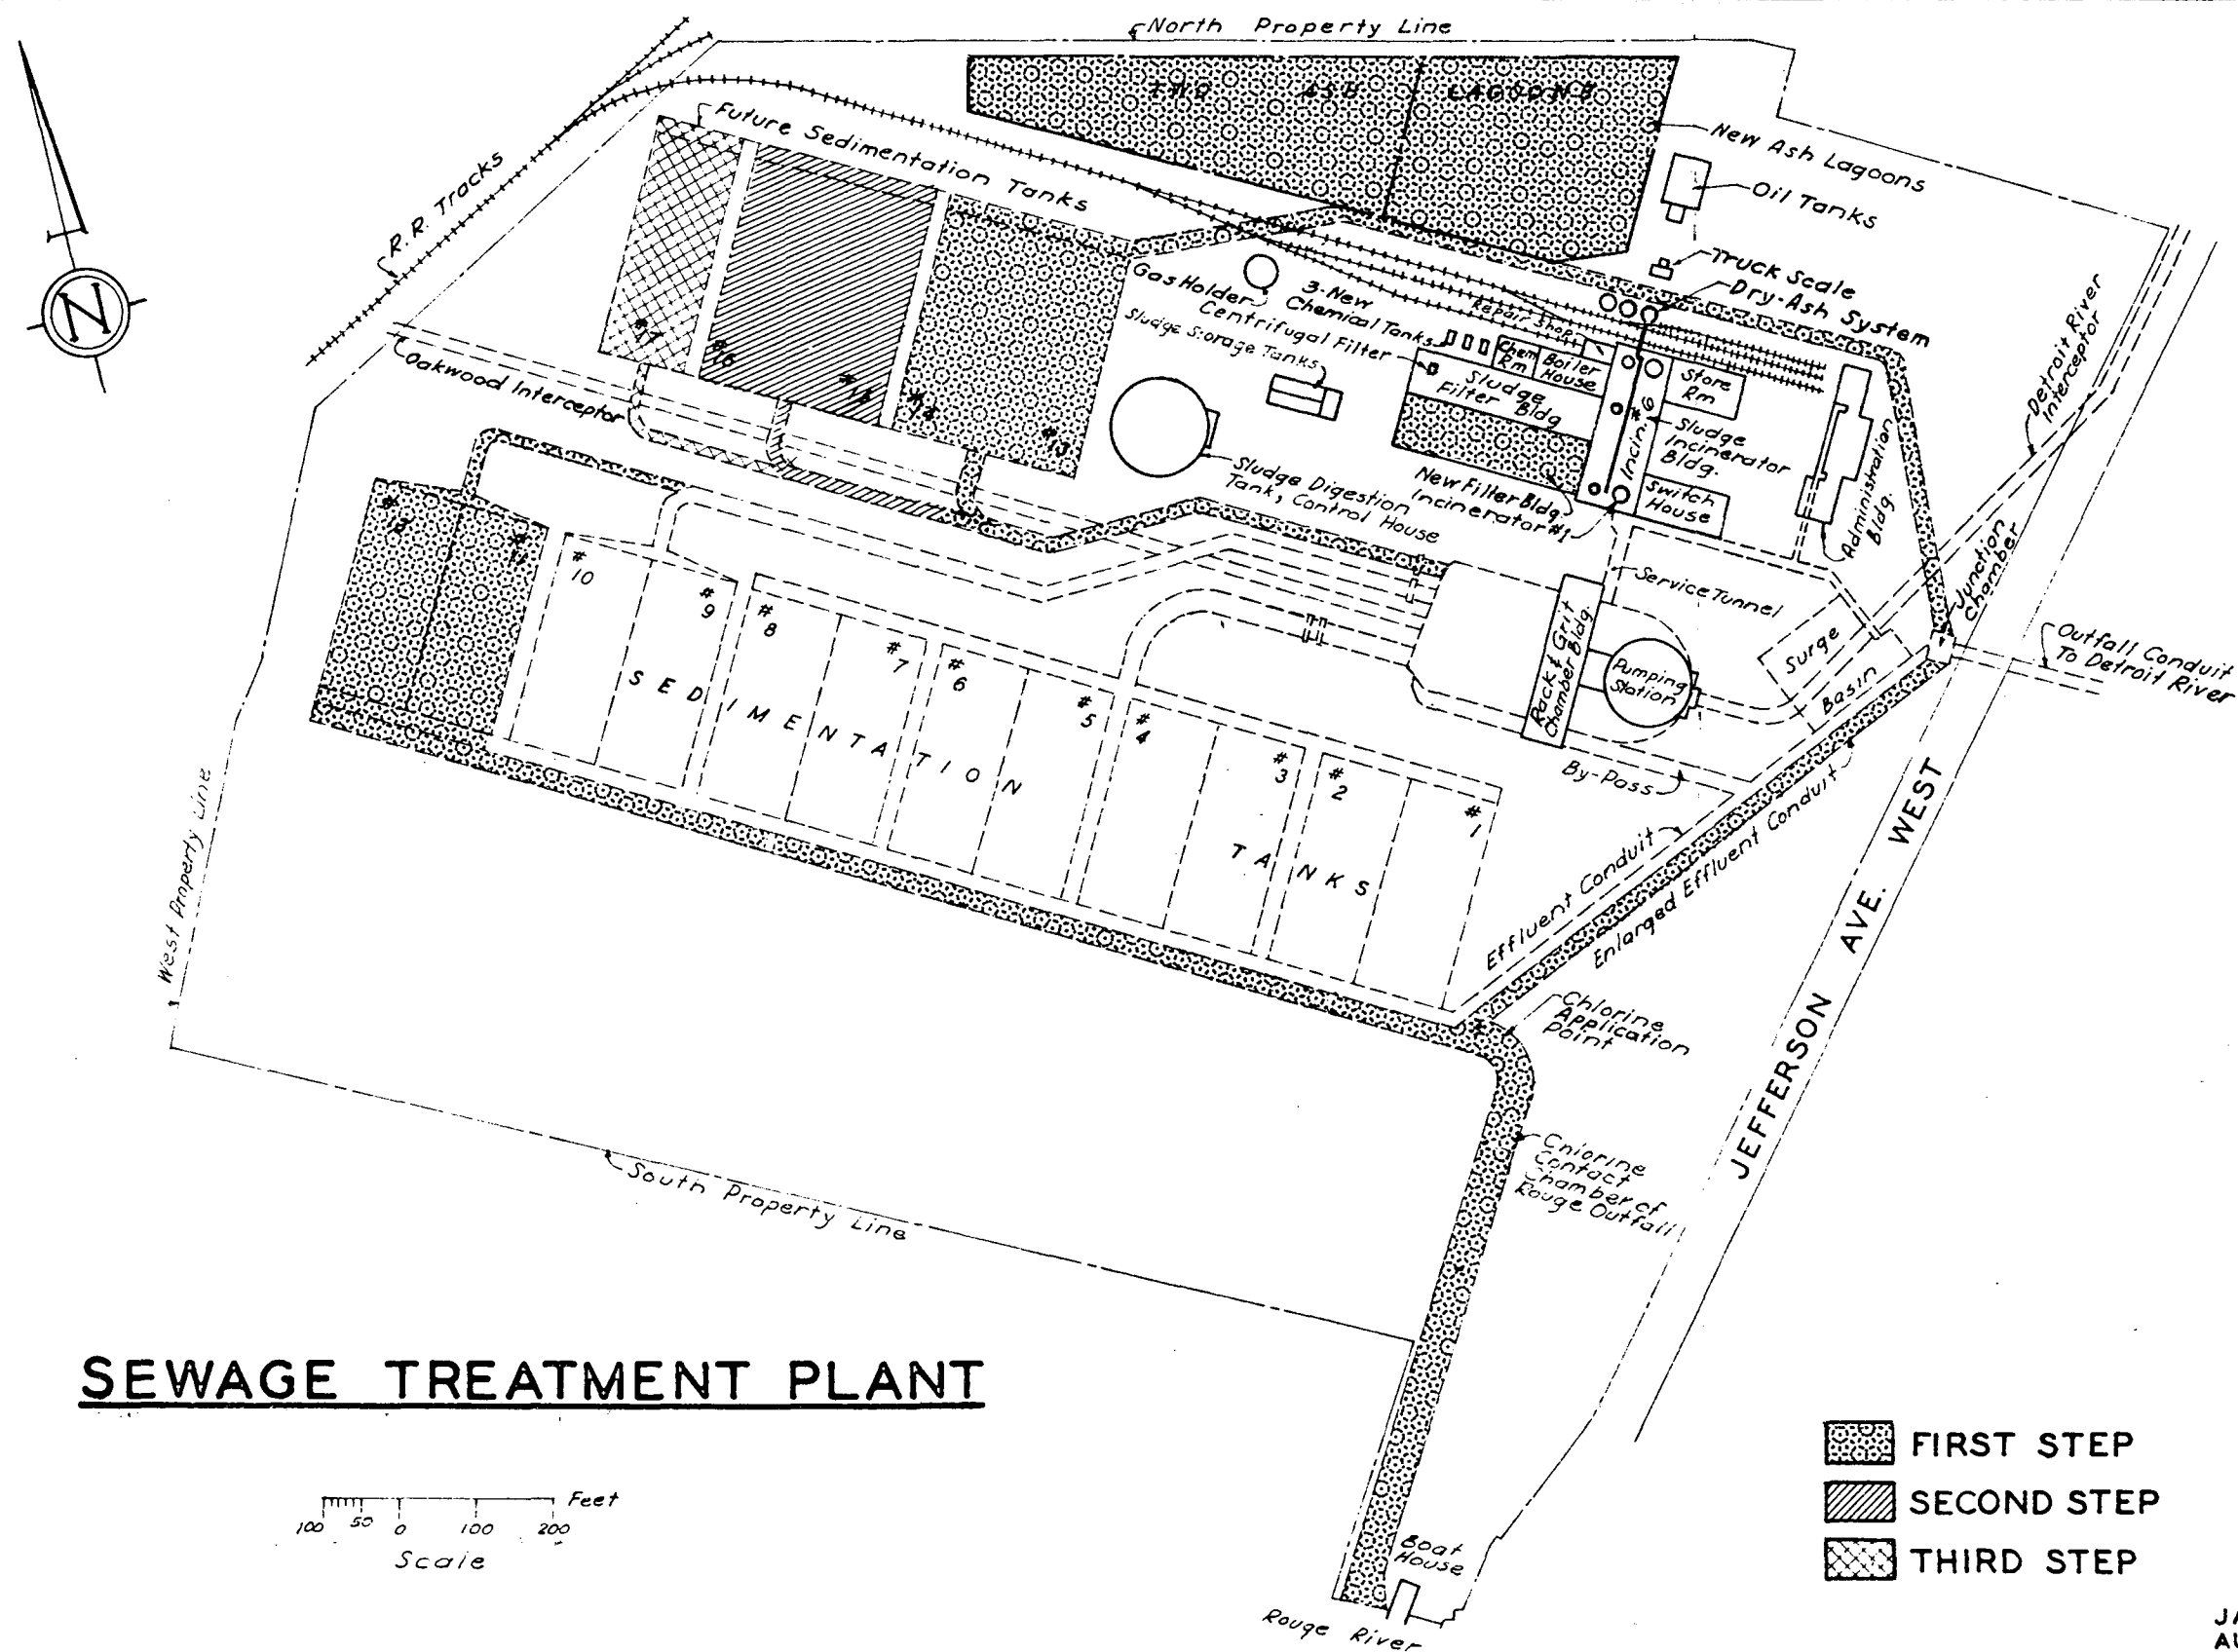 North Property Line
TWO ASH LAGOONS
New Ash Lagoons
Oil Tanks
Truck Scale
Dry-Ash System
Future Sedimentation Tanks
R.R. Tracks
Gas Holder
3-New
Chemical Tanks
Centrifugal Filter
Sludge Storage Tanks
Repair Shops
Chem
Rm
Boiler
House
Sludge
Filter Bldg
Store
Rm
Incin. #6
Sludge
Incinerator
Bldg.
Switch
House
New Filter Bldg.
Incinerator #1
Administration
Bldg.
Detroit River
Interceptor
Junction
Chamber
Outfall Conduit
To Detroit River
Oakwood Interceptor
#17
#16
#15
#14
#13
Sludge Digestion
Tank, Control House
N
#12
#11
#10
#9
#8
#7
#6
#5
#4
#3
#2
#1
SEDIMENTATION TANKS
Service Tunnel
Rack & Grit
Chamber Bldg.
Pumping
Station
Surge
Basin
By-Pass
Effluent Conduit
Enlarged Effluent Conduit
JEFFERSON AVE. WEST
Chlorine
Application
Point
Chlorine
Contact
Chamber of
Rouge Outfall
West Property Line
South Property Line
Boat
House
Rouge River
SEWAGE TREATMENT PLANT
Feet
100 50 0 100 200
Scale
FIRST STEP
SECOND STEP
THIRD STEP